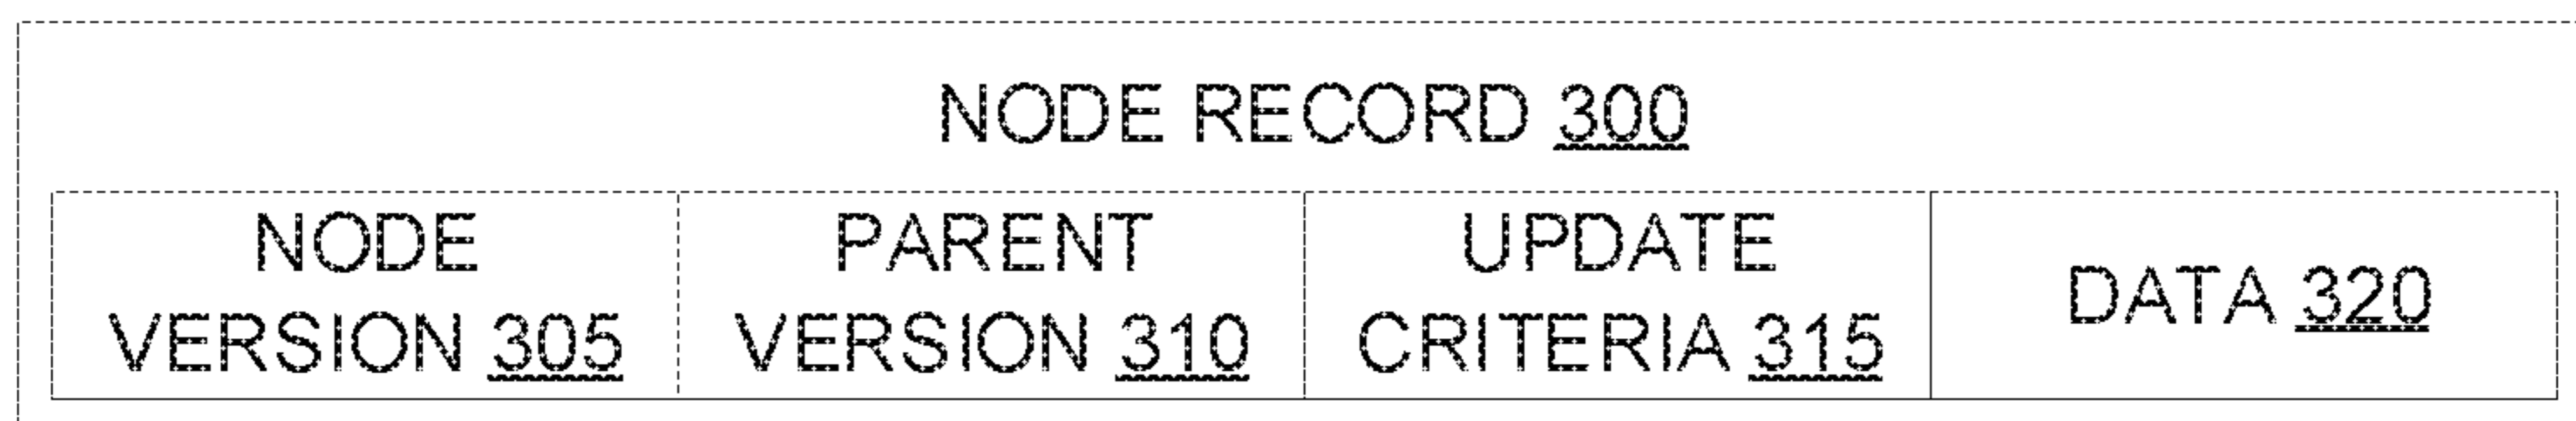 NODE RECORD 300
NODE
VERSION 305
PARENT
VERSION 310
UPDATE
CRITERIA 315
DATA 320